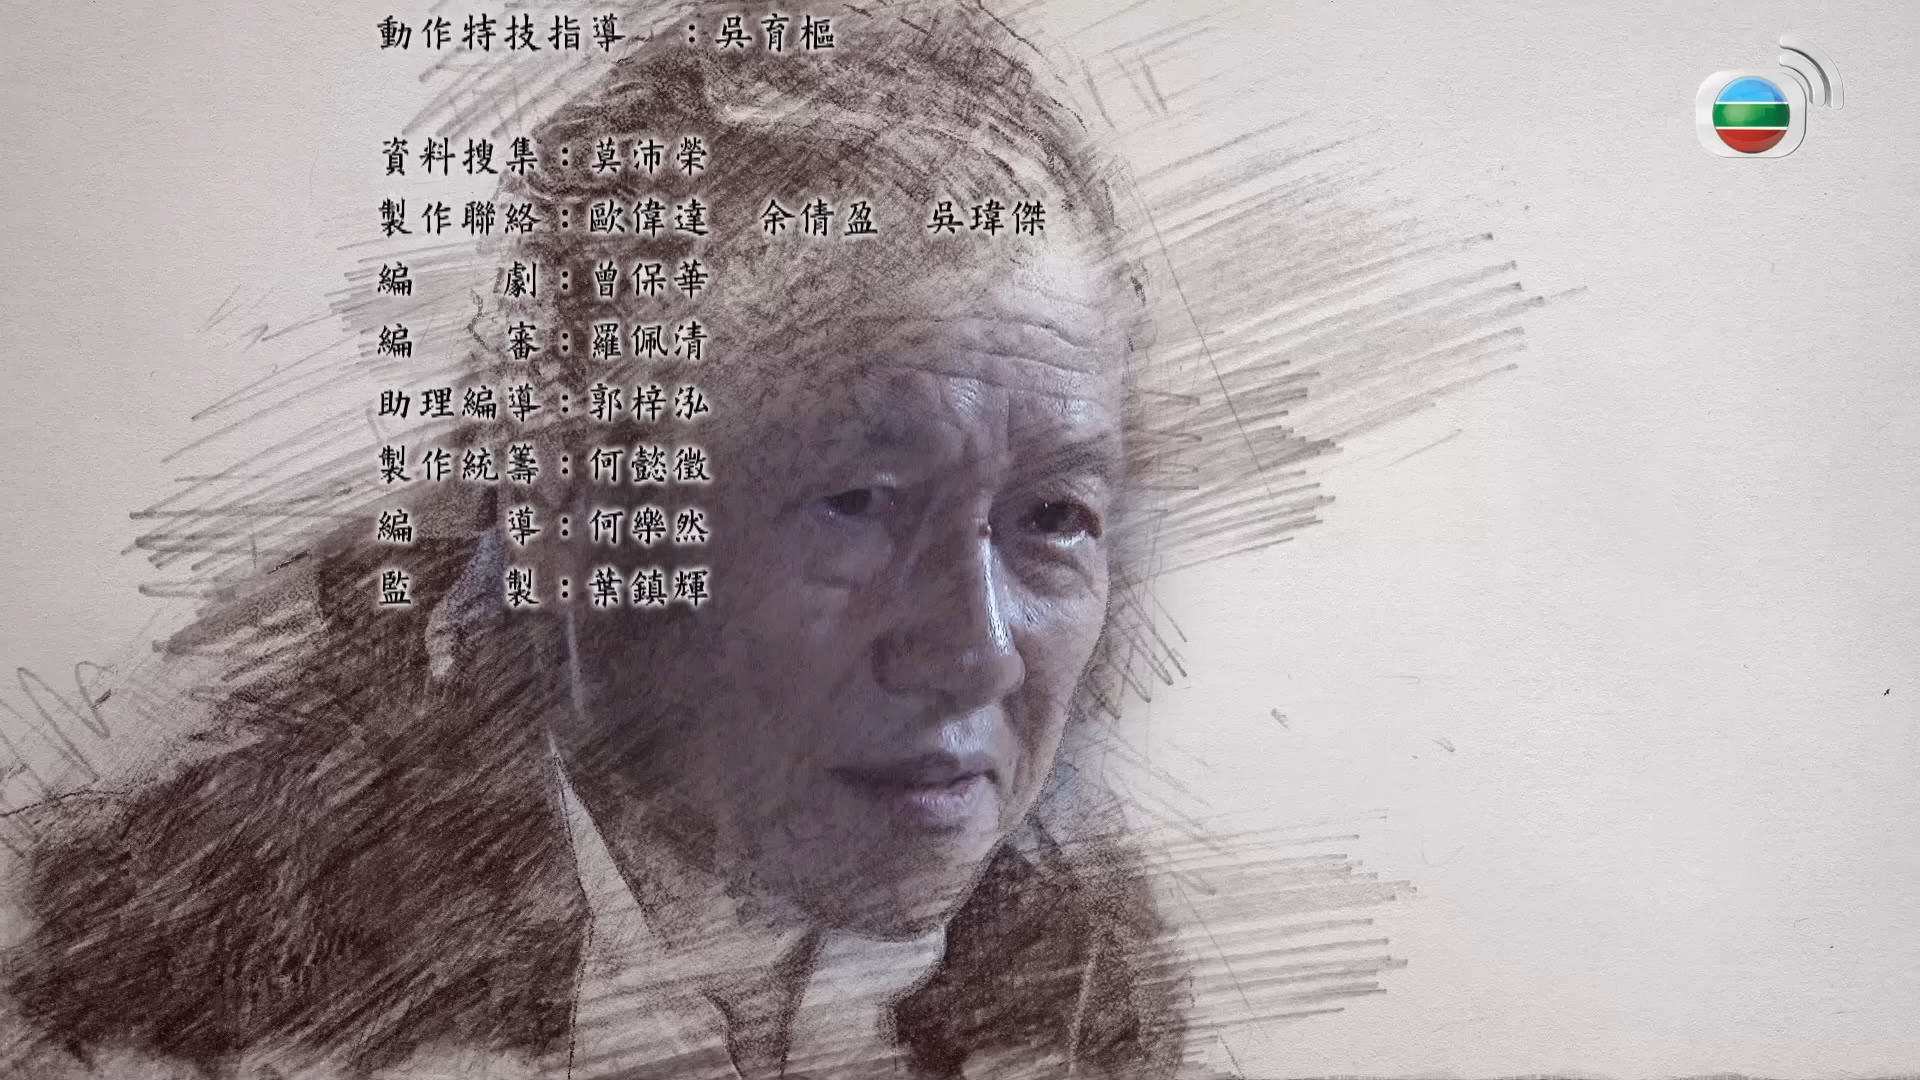 動作特技指導：吳育樞
資料搜集：莫沛榮
製作聯絡：歐偉達 余倩盈 吳瑋傑
編劇：曾保華
編審：羅佩清
助理編導：郭梓泓
製作統籌：何懿徵
編導：何樂然
監製：葉鎮輝